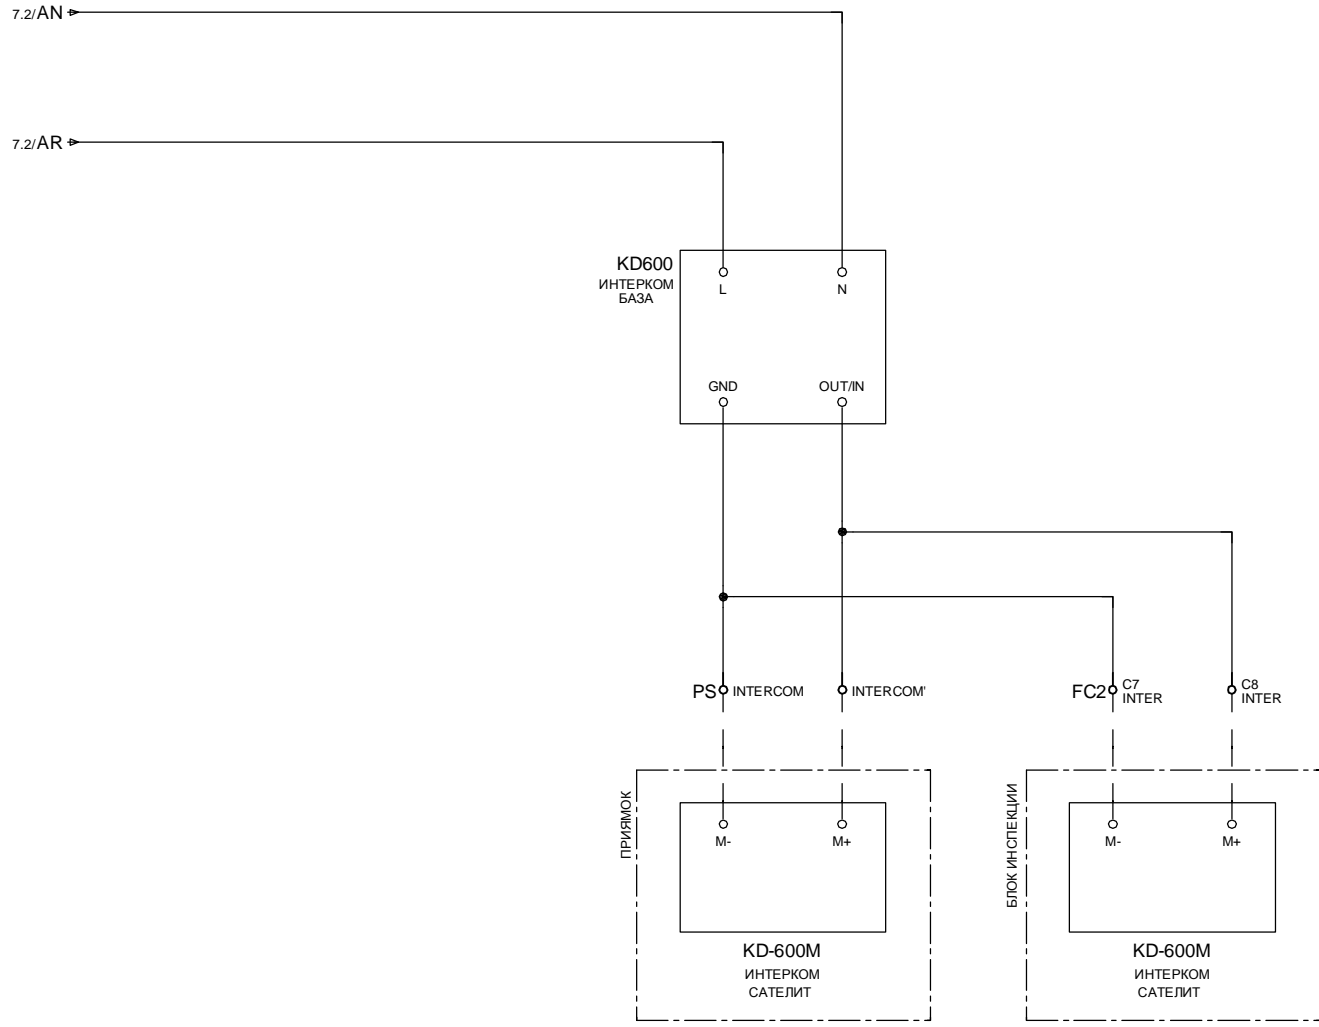 7.2/AN
7.2/AR
KD600
ИНТЕРКОМ
БАЗА
L
N
GND
OUT/IN
PS
INTERCOM
INTERCOM'
FC2
C7
INTER
C8
INTER
ПРИЯМОК
M-
M+
KD-600M
ИНТЕРКОМ
САТЕЛИТ
БЛОК ИНСПЕКЦИИ
M-
M+
KD-600M
ИНТЕРКОМ
САТЕЛИТ